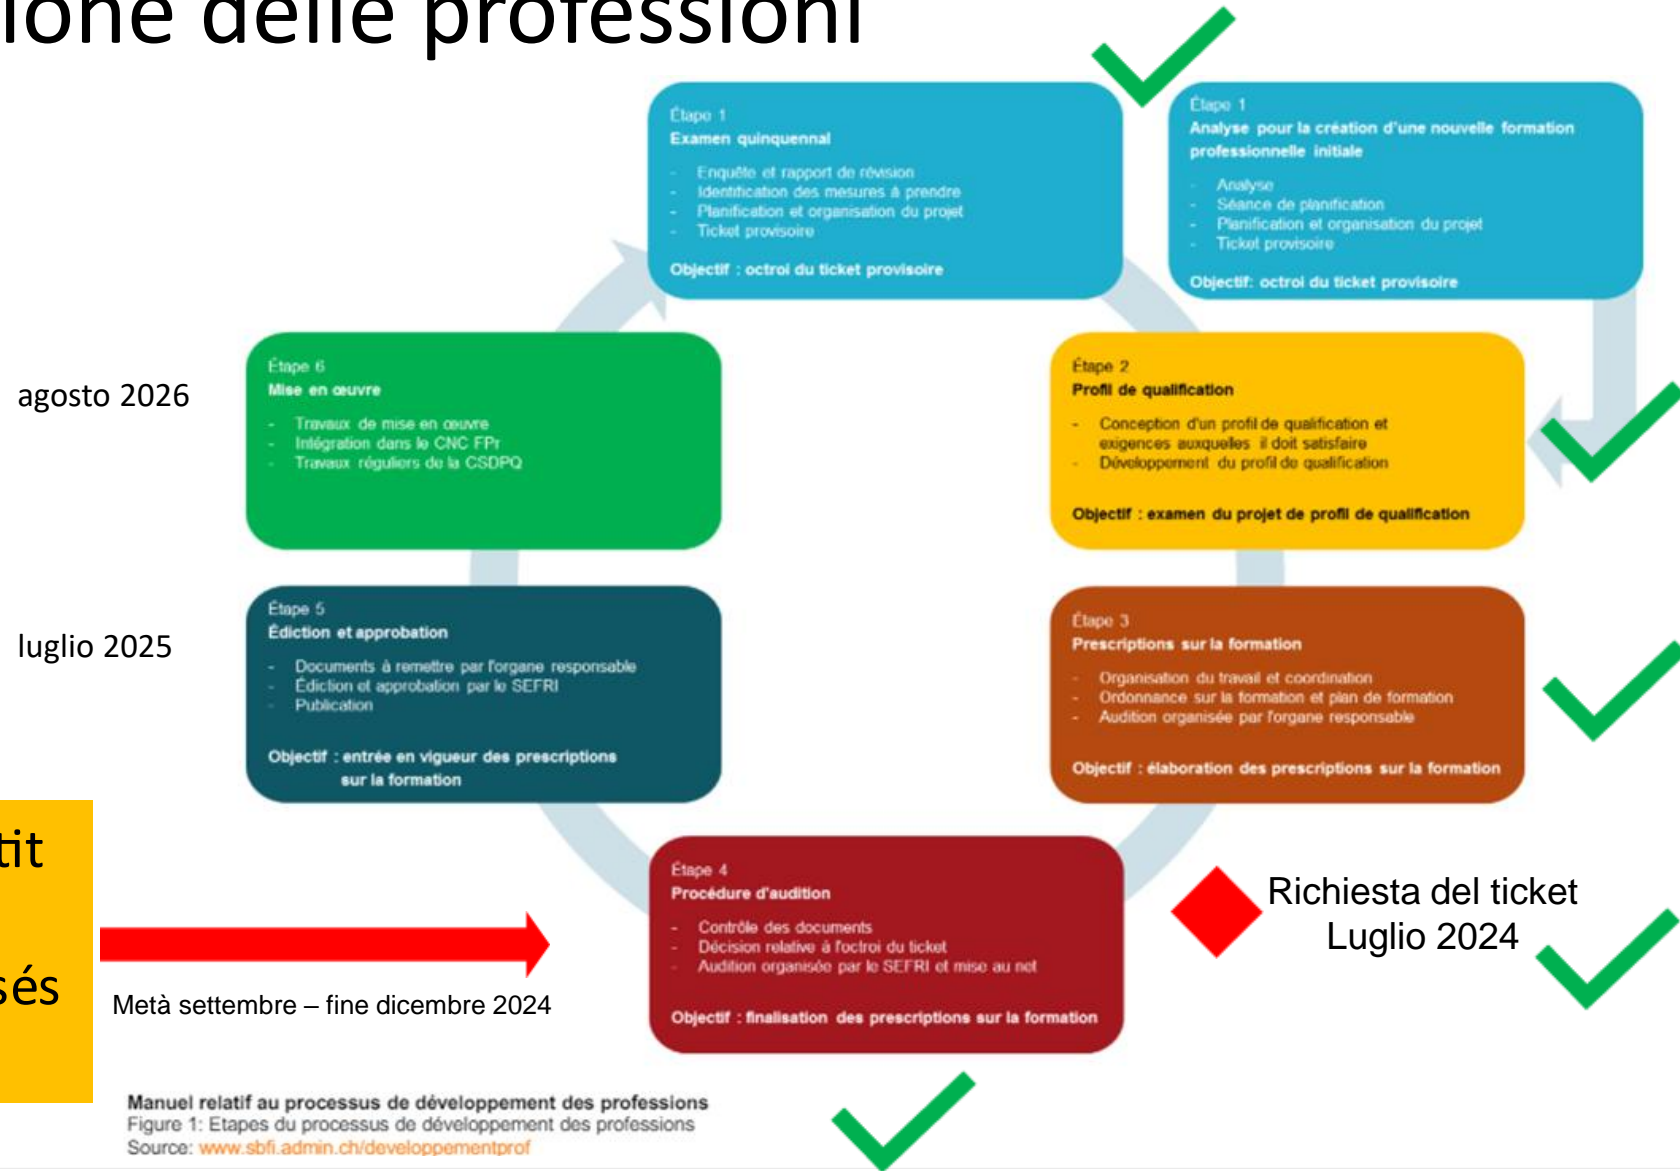 ione delle professioni
Étape 1
Examen quinquennal
- Enquête et rapport de révision
- Identification des mesures à prendre
- Planification et organisation du projet
- Ticket provisoire
Objectif : octroi du ticket provisoire
Étape 1
Analyse pour la création d'une nouvelle formation
professionnelle initiale
- Analyse
- Séance de planification
- Planification et organisation du projet
- Ticket provisoire
Objectif: octroi du ticket provisoire
agosto 2026
Étape 6
Mise en œuvre
- Travaux de mise en œuvre
- Intégration dans le CNC FPr
- Travaux réguliers de la CSDPQ
Étape 2
Profil de qualification
- Conception d'un profil de qualification et
exigences auxquelles il doit satisfaire
- Développement du profil de qualification
Objectif : examen du projet de profil de qualification
luglio 2025
Étape 5
Édiction et approbation
- Documents à remettre par l'organe responsable
- Édiction et approbation par le SEFRI
- Publication
Objectif : entrée en vigueur des prescriptions
sur la formation
Étape 3
Prescriptions sur la formation
- Organisation du travail et coordination
- Ordonnance sur la formation et plan de formation
- Audition organisée par l'organe responsable
Objectif : élaboration des prescriptions sur la formation
tit
sés
Metà settembre – fine dicembre 2024
Étape 4
Procédure d'audition
- Contrôle des documents
- Décision relative à l'octroi du ticket
- Audition organisée par le SEFRI et mise au net
Objectif : finalisation des prescriptions sur la formation
Richiesta del ticket
Luglio 2024
Manuel relatif au processus de développement des professions
Figure 1: Etapes du processus de développement des professions
Source: www.sbfi.admin.ch/developpementprof